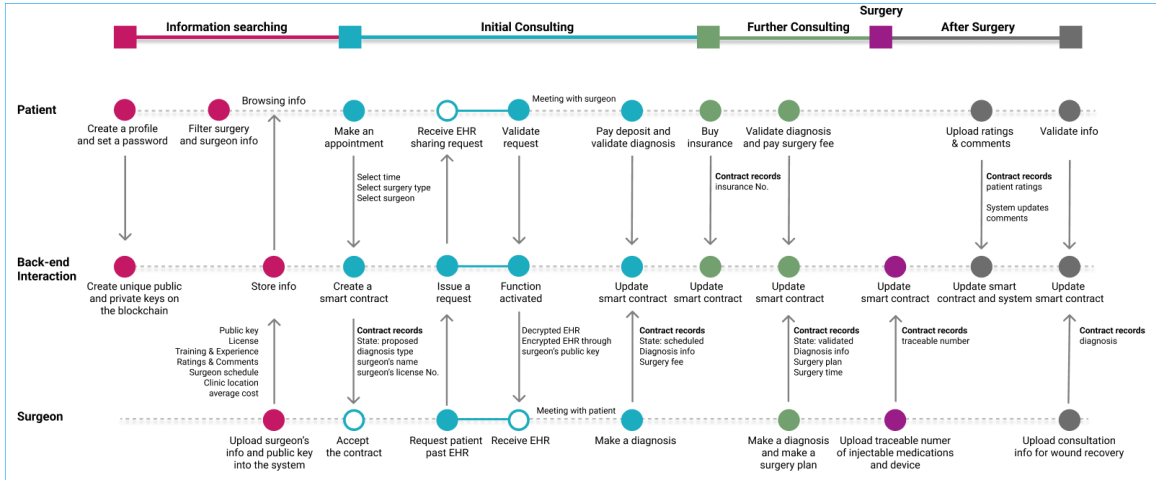 Surgery
Information searching
Initial Consulting
Further Consulting
After Surgery
Patient
Browsing info
Meeting with surgeon
Create a profile
and set a password
Filter surgery
and surgeon info
Make an
appointment
Receive EHR
sharing request
Validate
request
Pay deposit and
validate diagnosis
Buy
insurance
Validate diagnosis
and pay surgery fee
Upload ratings
& comments
Validate info
Select time
Select surgery type
Select surgeon
Contract records
insurance No.
Contract records
patient ratings
System updates
comments
Back-end
Interaction
Create unique public
and private keys on
the blockchain
Store info
Create a
smart contract
Issue a
request
Function
activated
Update
smart contract
Update
smart contract
Update
smart contract
Update
smart contract
Update smart
contract and system
Update
smart contract
Public key
License
Training & Experience
Ratings & Comments
Surgeon schedule
Clinic location
average cost
Contract records
State: proposed
diagnosis type
surgeon's name
surgeon's license No.
Decrypted EHR
Encrypted EHR through
surgeon's public key
Contract records
State: scheduled
Diagnosis info
Surgery fee
Contract records
State: validated
Diagnosis info
Surgery plan
Surgery time
Contract records
traceable number
Contract records
diagnosis
Surgeon
Meeting with patient
Upload surgeon's
info and public key
into the system
Accept
the contract
Request patient
past EHR
Receive EHR
Make a diagnosis
Make a diagnosis
and make a
surgery plan
Upload traceable numer
of injectable medications
and device
Upload consultation
info for wound recovery